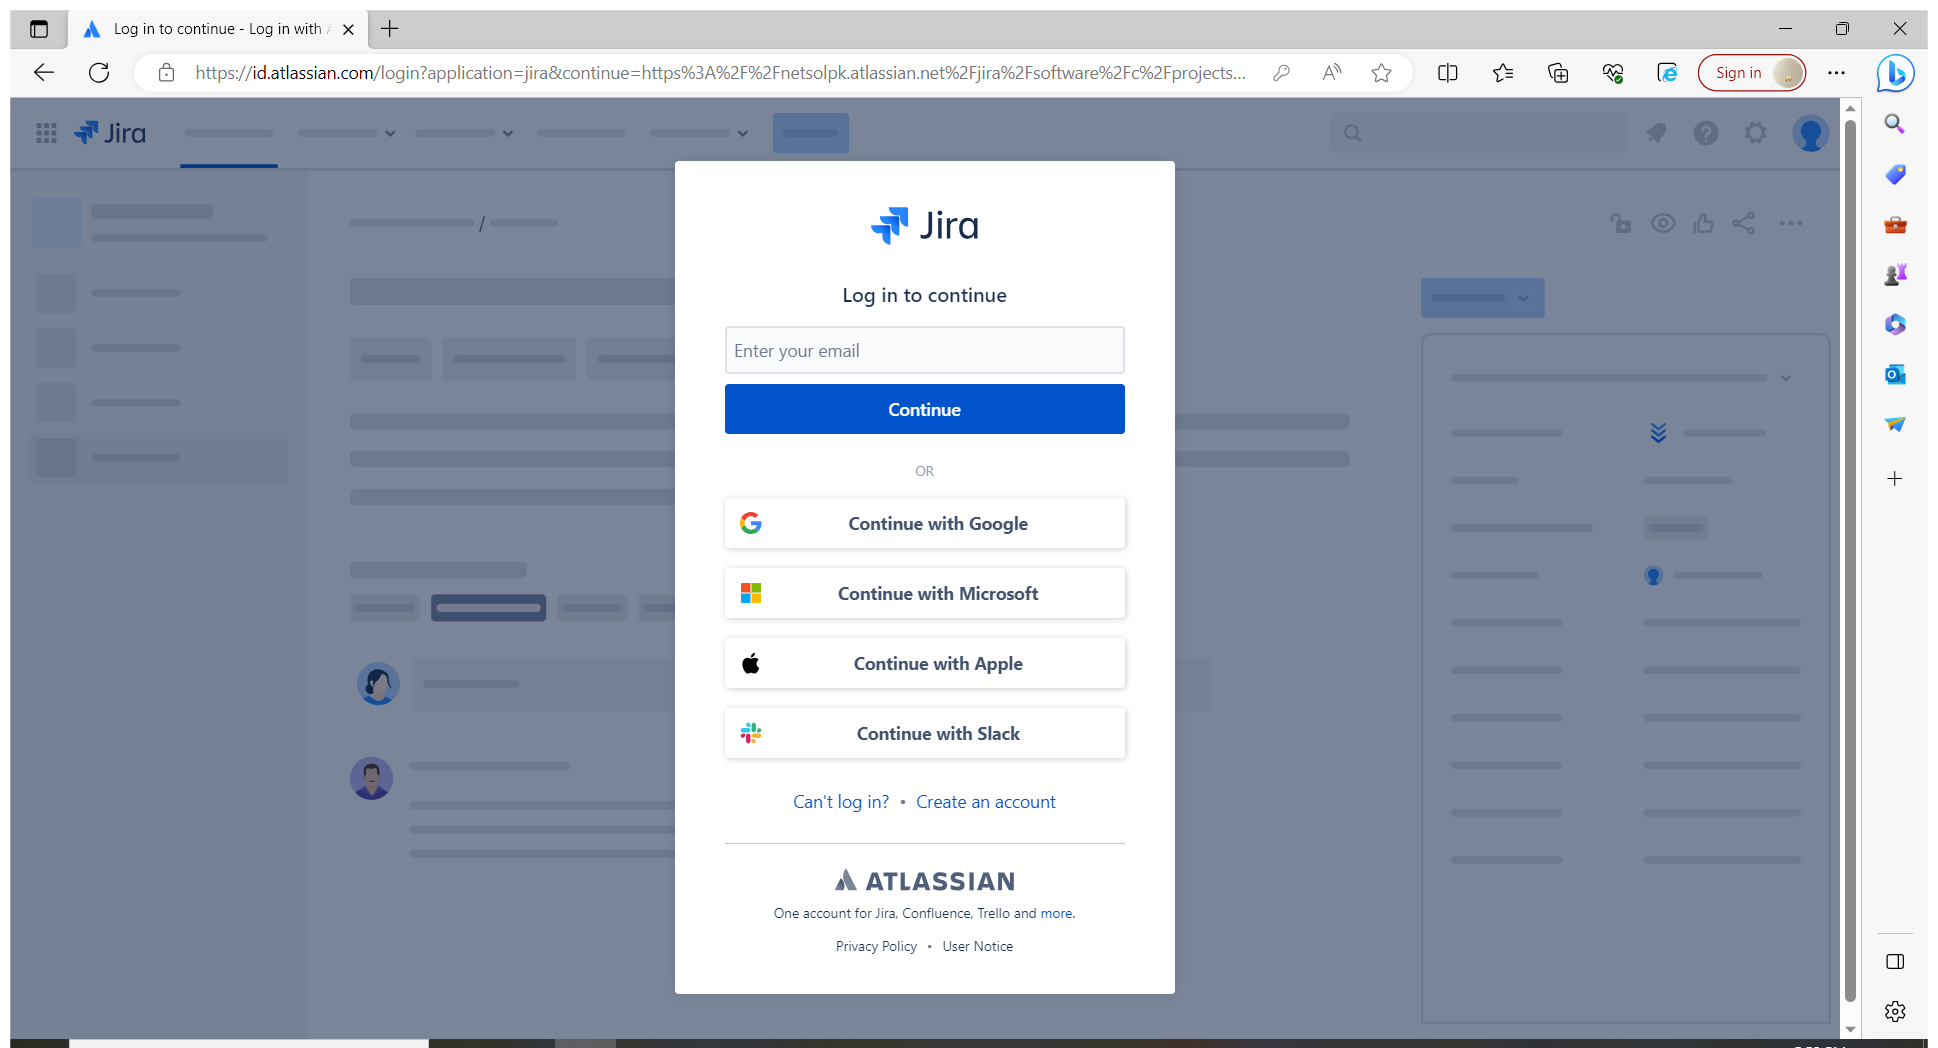 Log in to continue - Log in with
https://id.atlassian.com/login?application=jira&continue=https%3A%2F%2Fnetsolpk.atlassian.net%2Fjira%2Fsoftware%2Fc%2Fprojects...
Sign in
Jira
Jira
Log in to continue
Enter your email
Continue
OR
Continue with Google
Continue with Microsoft
Continue with Apple
Continue with Slack
Can't log in? • Create an account
ATLASSIAN
One account for Jira, Confluence, Trello and more.
Privacy Policy • User Notice